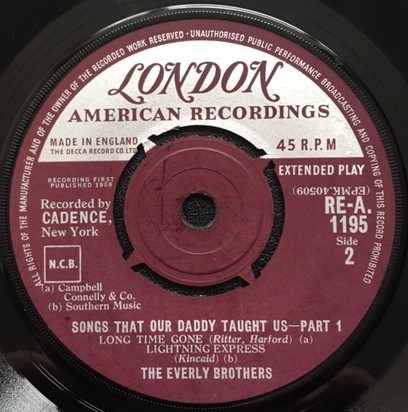 ALL RIGHTS OF THE MANUFACTURER AND OF THE OWNER OF THE RECORDED WORK RESERVED · UNAUTHORISED PUBLIC PERFORMANCE BROADCASTING AND COPYING OF THIS RECORD PROHIBITED
LONDON
AMERICAN RECORDINGS
MADE IN ENGLAND
THE DECCA RECORD CO. LTD.
45 R.P.M
EXTENDED PLAY
RECORDING FIRST
PUBLISHED 1958
(EPM.40509)
Recorded by
CADENCE,
New York
RE-A.
1195
Side
2
N.C.B.
(a) Campbell
Connelly & Co.
(b) Southern Music
SONGS THAT OUR DADDY TAUGHT US—PART 1
LONG TIME GONE (Ritter, Harford) (a)
LIGHTNING EXPRESS
(Kincaid) (b)
THE EVERLY BROTHERS